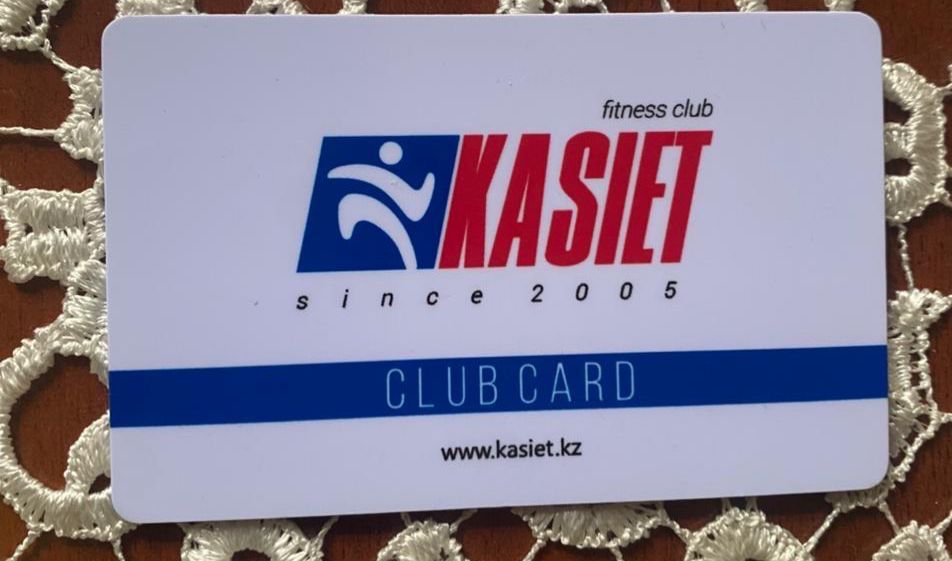 fitness club
KASIET
since 2005
CLUB CARD
www.kasiet.kz